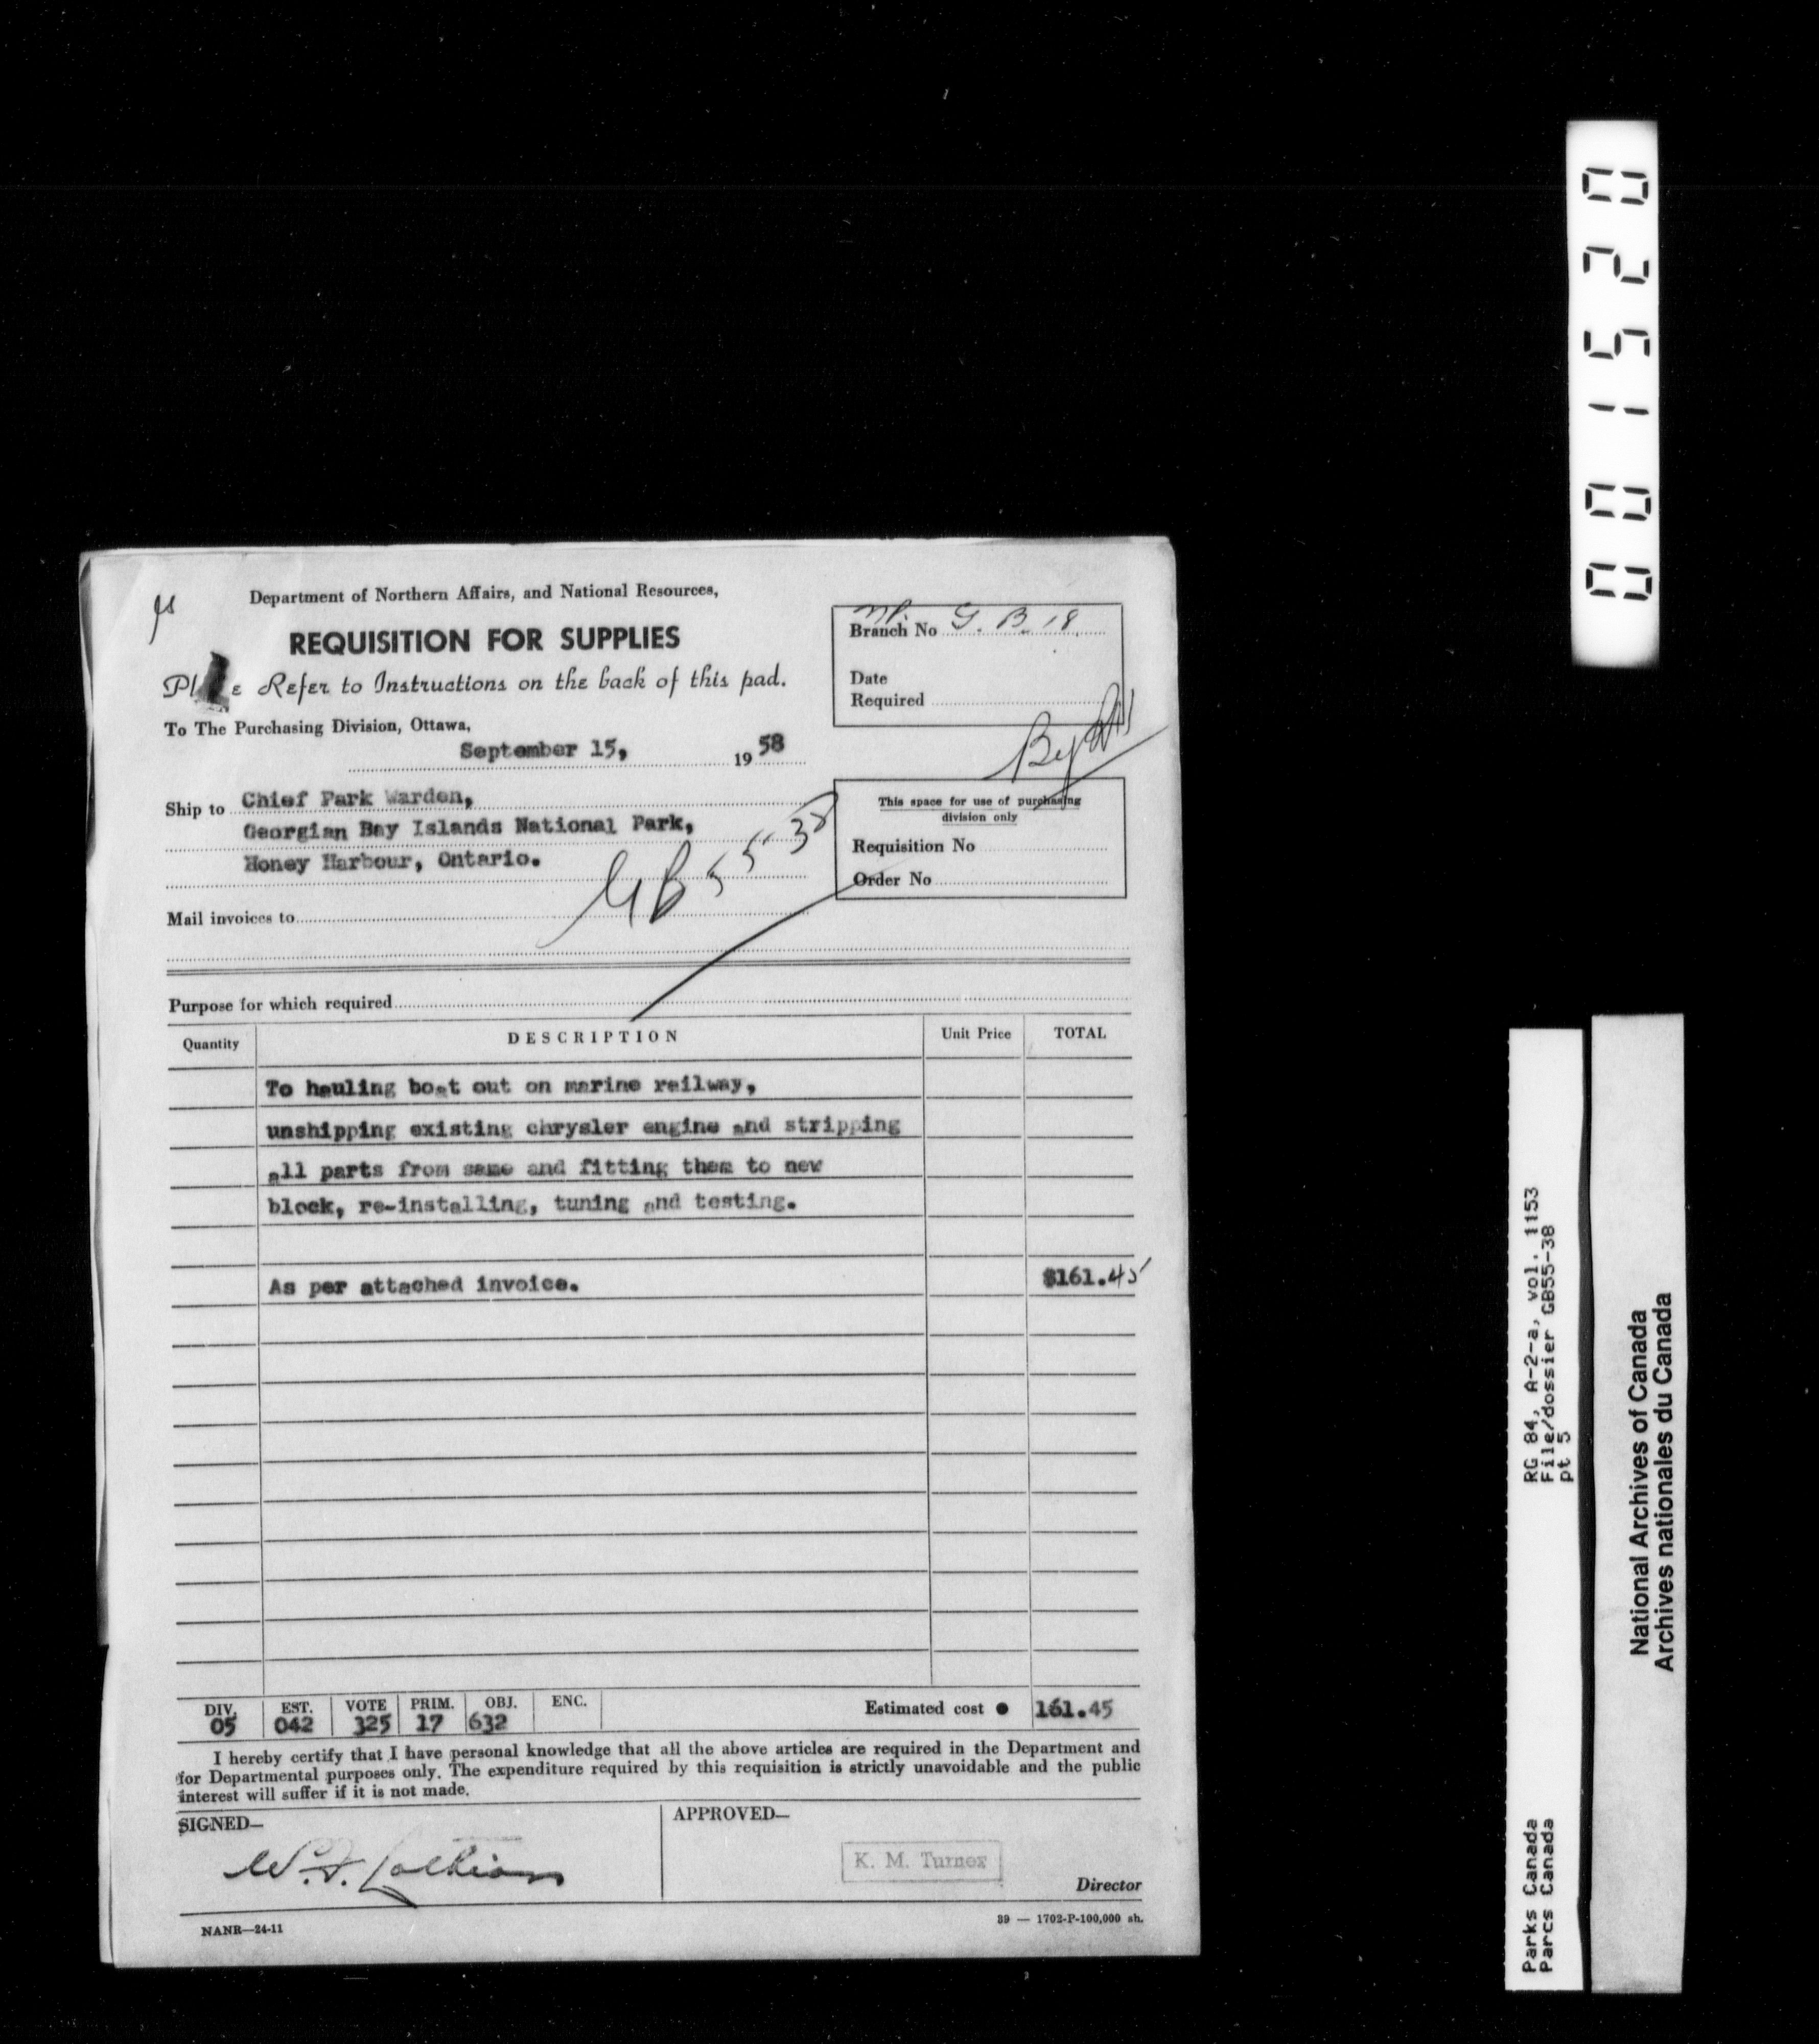 Department of Northern Affairs, and National Resources,
REQUISITION FOR SUPPLIES
Refer to Instructions on the back of this pad.
To The Purchasing Division, Ottawa,
September 15, 1958
Branch No G. B. 18
Date
Required
Ship to Chief Park Warden,
Georgian Bay Islands National Park,
Honey Harbour, Ontario.
GB 55-38
Mail invoices to
This space for use of purchasing
division only
Requisition No
Order No
Purpose for which required
Quantity DESCRIPTION Unit Price TOTAL
To hauling boat out on marine railway,
unshipping existing chrysler engine and stripping
all parts from same and fitting them to new
block, re-installing, tuning and testing.
As per attached invoice. $161.45
DIV. EST. VOTE PRIM. OBJ. ENC. Estimated cost 161.45
05 042 325 17 632
I hereby certify that I have personal knowledge that all the above articles are required in the Department and
for Departmental purposes only. The expenditure required by this requisition is strictly unavoidable and the public
interest will suffer if it is not made.
SIGNED—
W. F. Lothian
APPROVED—
K. M. Turner
Director
NANR—24-11
39 — 1702-P-100,000 sh.
001520
RG 84, A-2-a, vol. 1153
File/dossier GB55-38
pt 5
Parks Canada
Parcs Canada
National Archives of Canada
Archives nationales du Canada